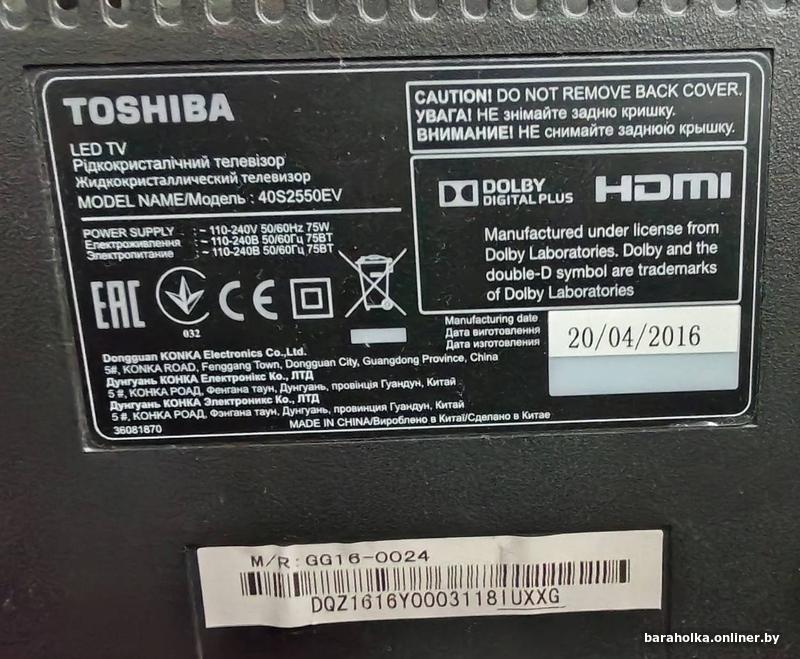 TOSHIBA
LED TV
Рідкокристалічний телевізор
Жидкокристаллический телевизор
MODEL NAME/Модель : 40S2550EV
POWER SUPPLY : ~ 110-240V 50/60Hz 75W
Електроживлення : ~ 110-240В 50/60Гц 75ВТ
Электропитание : ~ 110-240В 50/60Гц 75ВТ
EAC
032
CE
CAUTION! DO NOT REMOVE BACK COVER.
УВАГА! НЕ знімайте задню кришку.
ВНИМАНИЕ! НЕ снимайте заднюю крышку.
DOLBY
DIGITAL PLUS
HDMI
Manufactured under license from
Dolby Laboratories. Dolby and the
double-D symbol are trademarks
of Dolby Laboratories
Manufacturing date
Дата виготовлення
Дата изготовления
20/04/2016
Dongguan KONKA Electronics Co.,Ltd.
5#, KONKA ROAD, Fenggang Town, Dongguan City, Guangdong Province, China
Дунгуань КОНКА Електронікс Ко., ЛТД
5 #, КОНКА РОАД, Фенгана таун, Дунгуань, провінція Гуандун, Китай
Дунгуань КОНКА Электроникс Ко., ЛТД
5 #, КОНКА РОАД, Фэнгана таун, Дунгуань, провинция Гуандун, Китай
36081870
MADE IN CHINA/Вироблено в Китаї/Сделано в Китае
M/R: GG16-0024
DQZ1616Y0003118IUXXG
baraholka.onliner.by